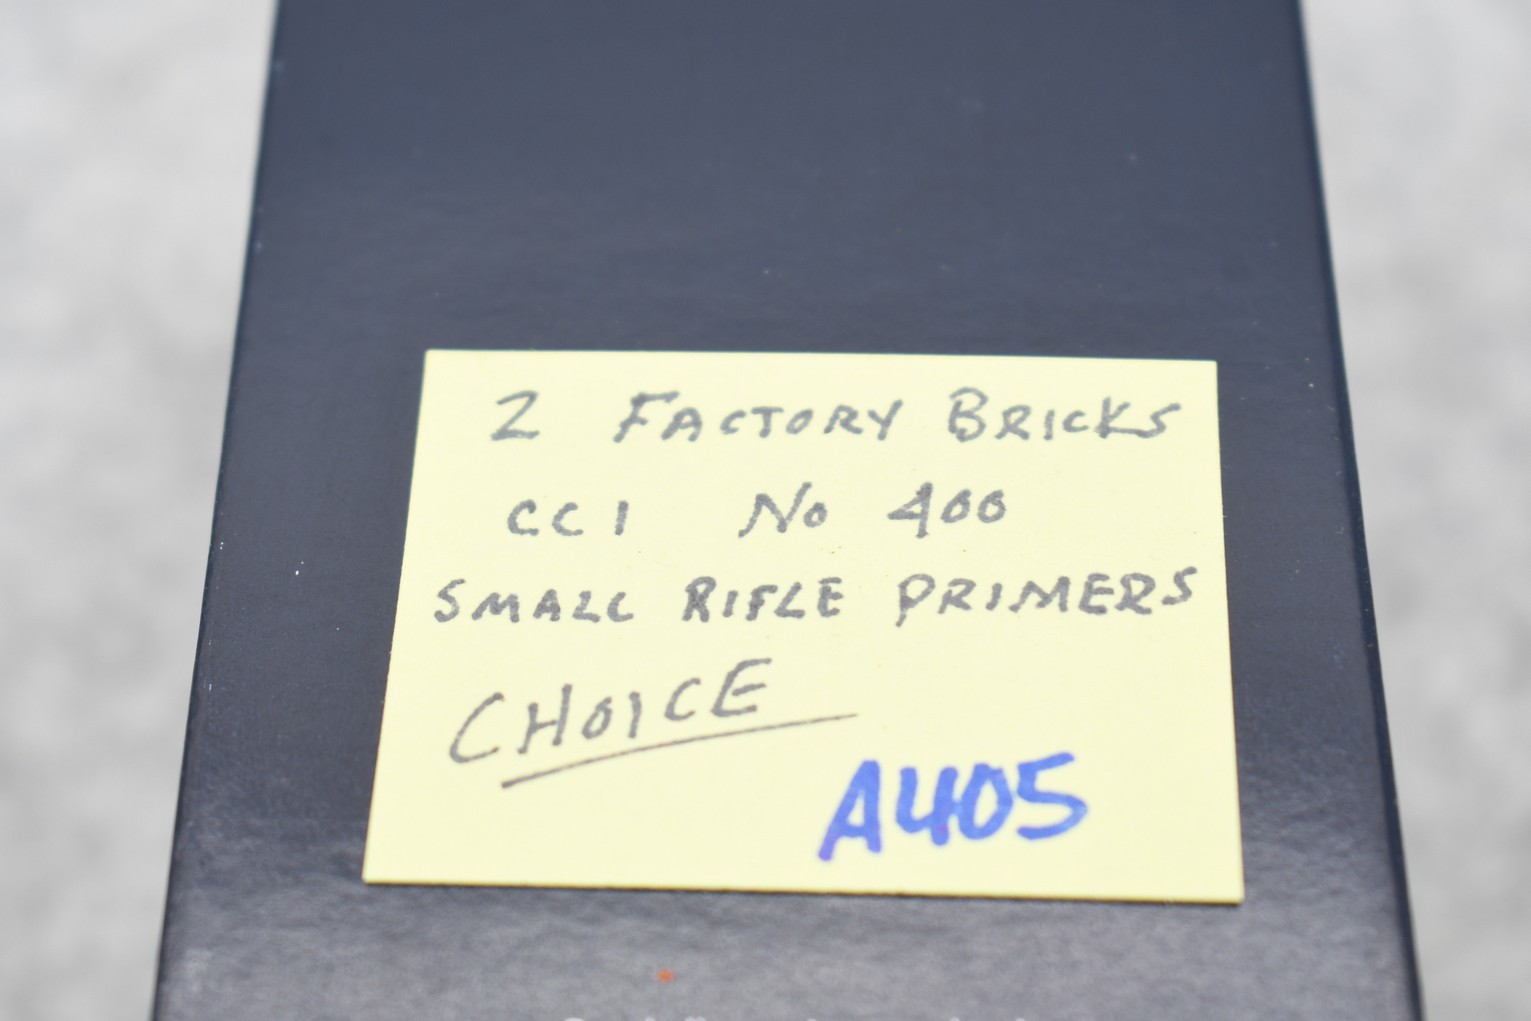 2 FACTORY BRICKS
CCI No 400
SMALL RIFLE PRIMERS
CHOICE
A405